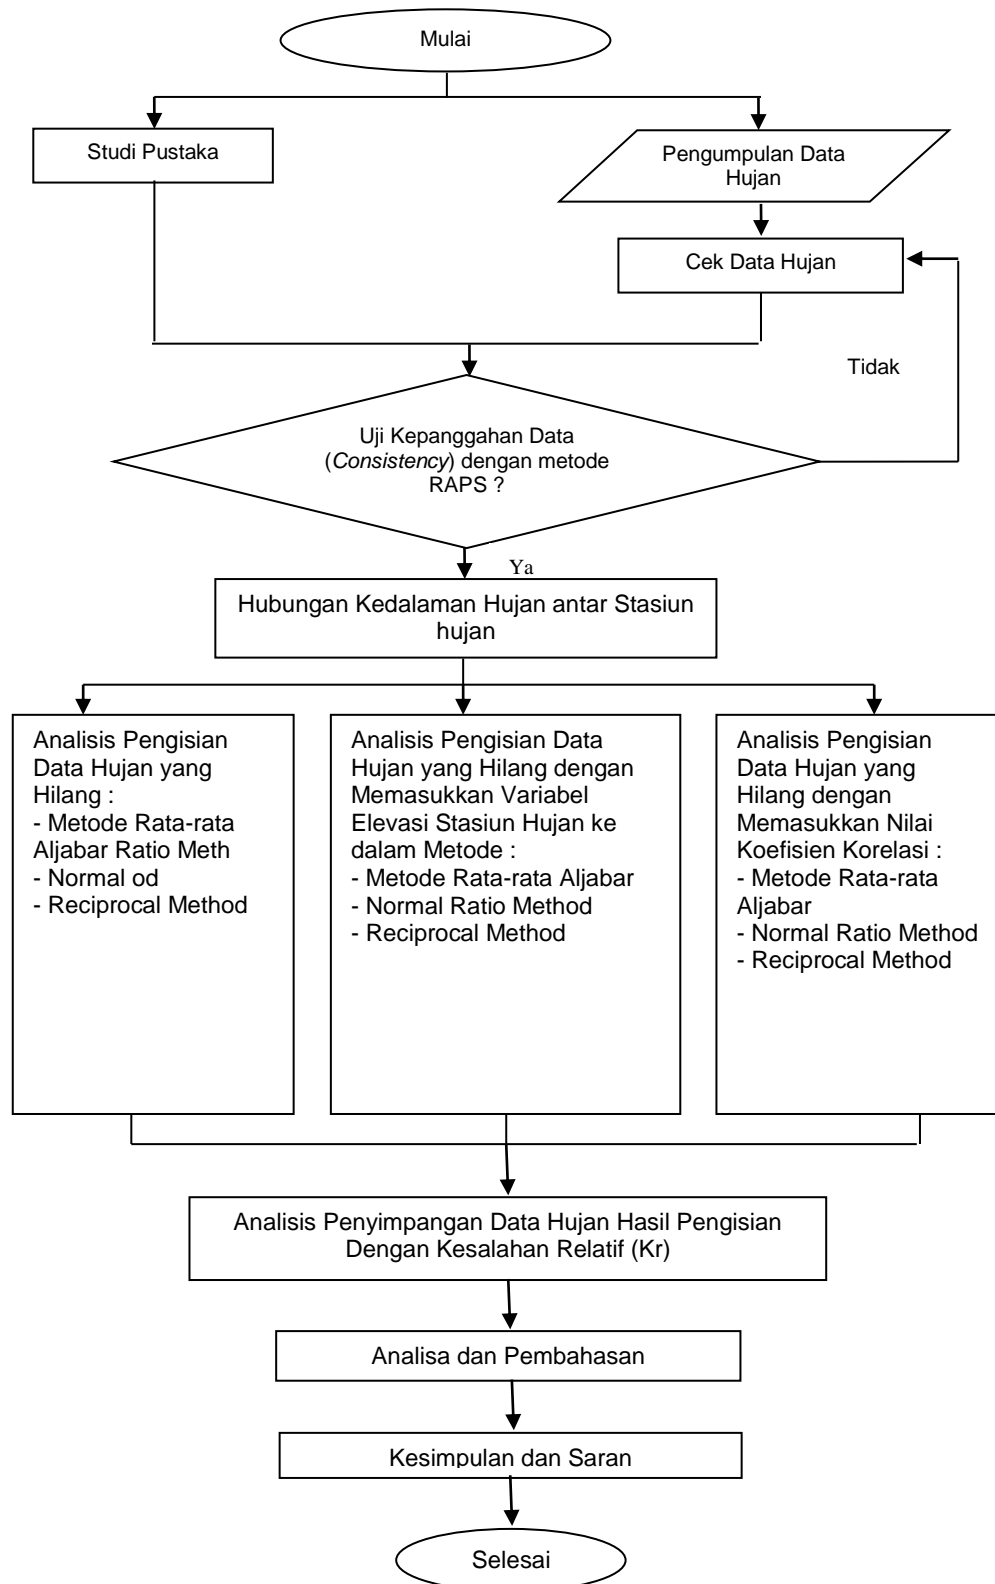 Mulai
Studi Pustaka
Pengumpulan Data
Hujan
Cek Data Hujan
Tidak
Uji Kepanggahan Data
(Consistency) dengan metode
RAPS ?
Ya
Hubungan Kedalaman Hujan antar Stasiun
hujan
Analisis Pengisian
Data Hujan yang
Hilang :
- Metode Rata-rata
Aljabar Ratio Meth
- Normal od
- Reciprocal Method
Analisis Pengisian Data
Hujan yang Hilang dengan
Memasukkan Variabel
Elevasi Stasiun Hujan ke
dalam Metode :
- Metode Rata-rata Aljabar
- Normal Ratio Method
- Reciprocal Method
Analisis Pengisian
Data Hujan yang
Hilang dengan
Memasukkan Nilai
Koefisien Korelasi :
- Metode Rata-rata
Aljabar
- Normal Ratio Method
- Reciprocal Method
Analisis Penyimpangan Data Hujan Hasil Pengisian
Dengan Kesalahan Relatif (Kr)
Analisa dan Pembahasan
Kesimpulan dan Saran
Selesai